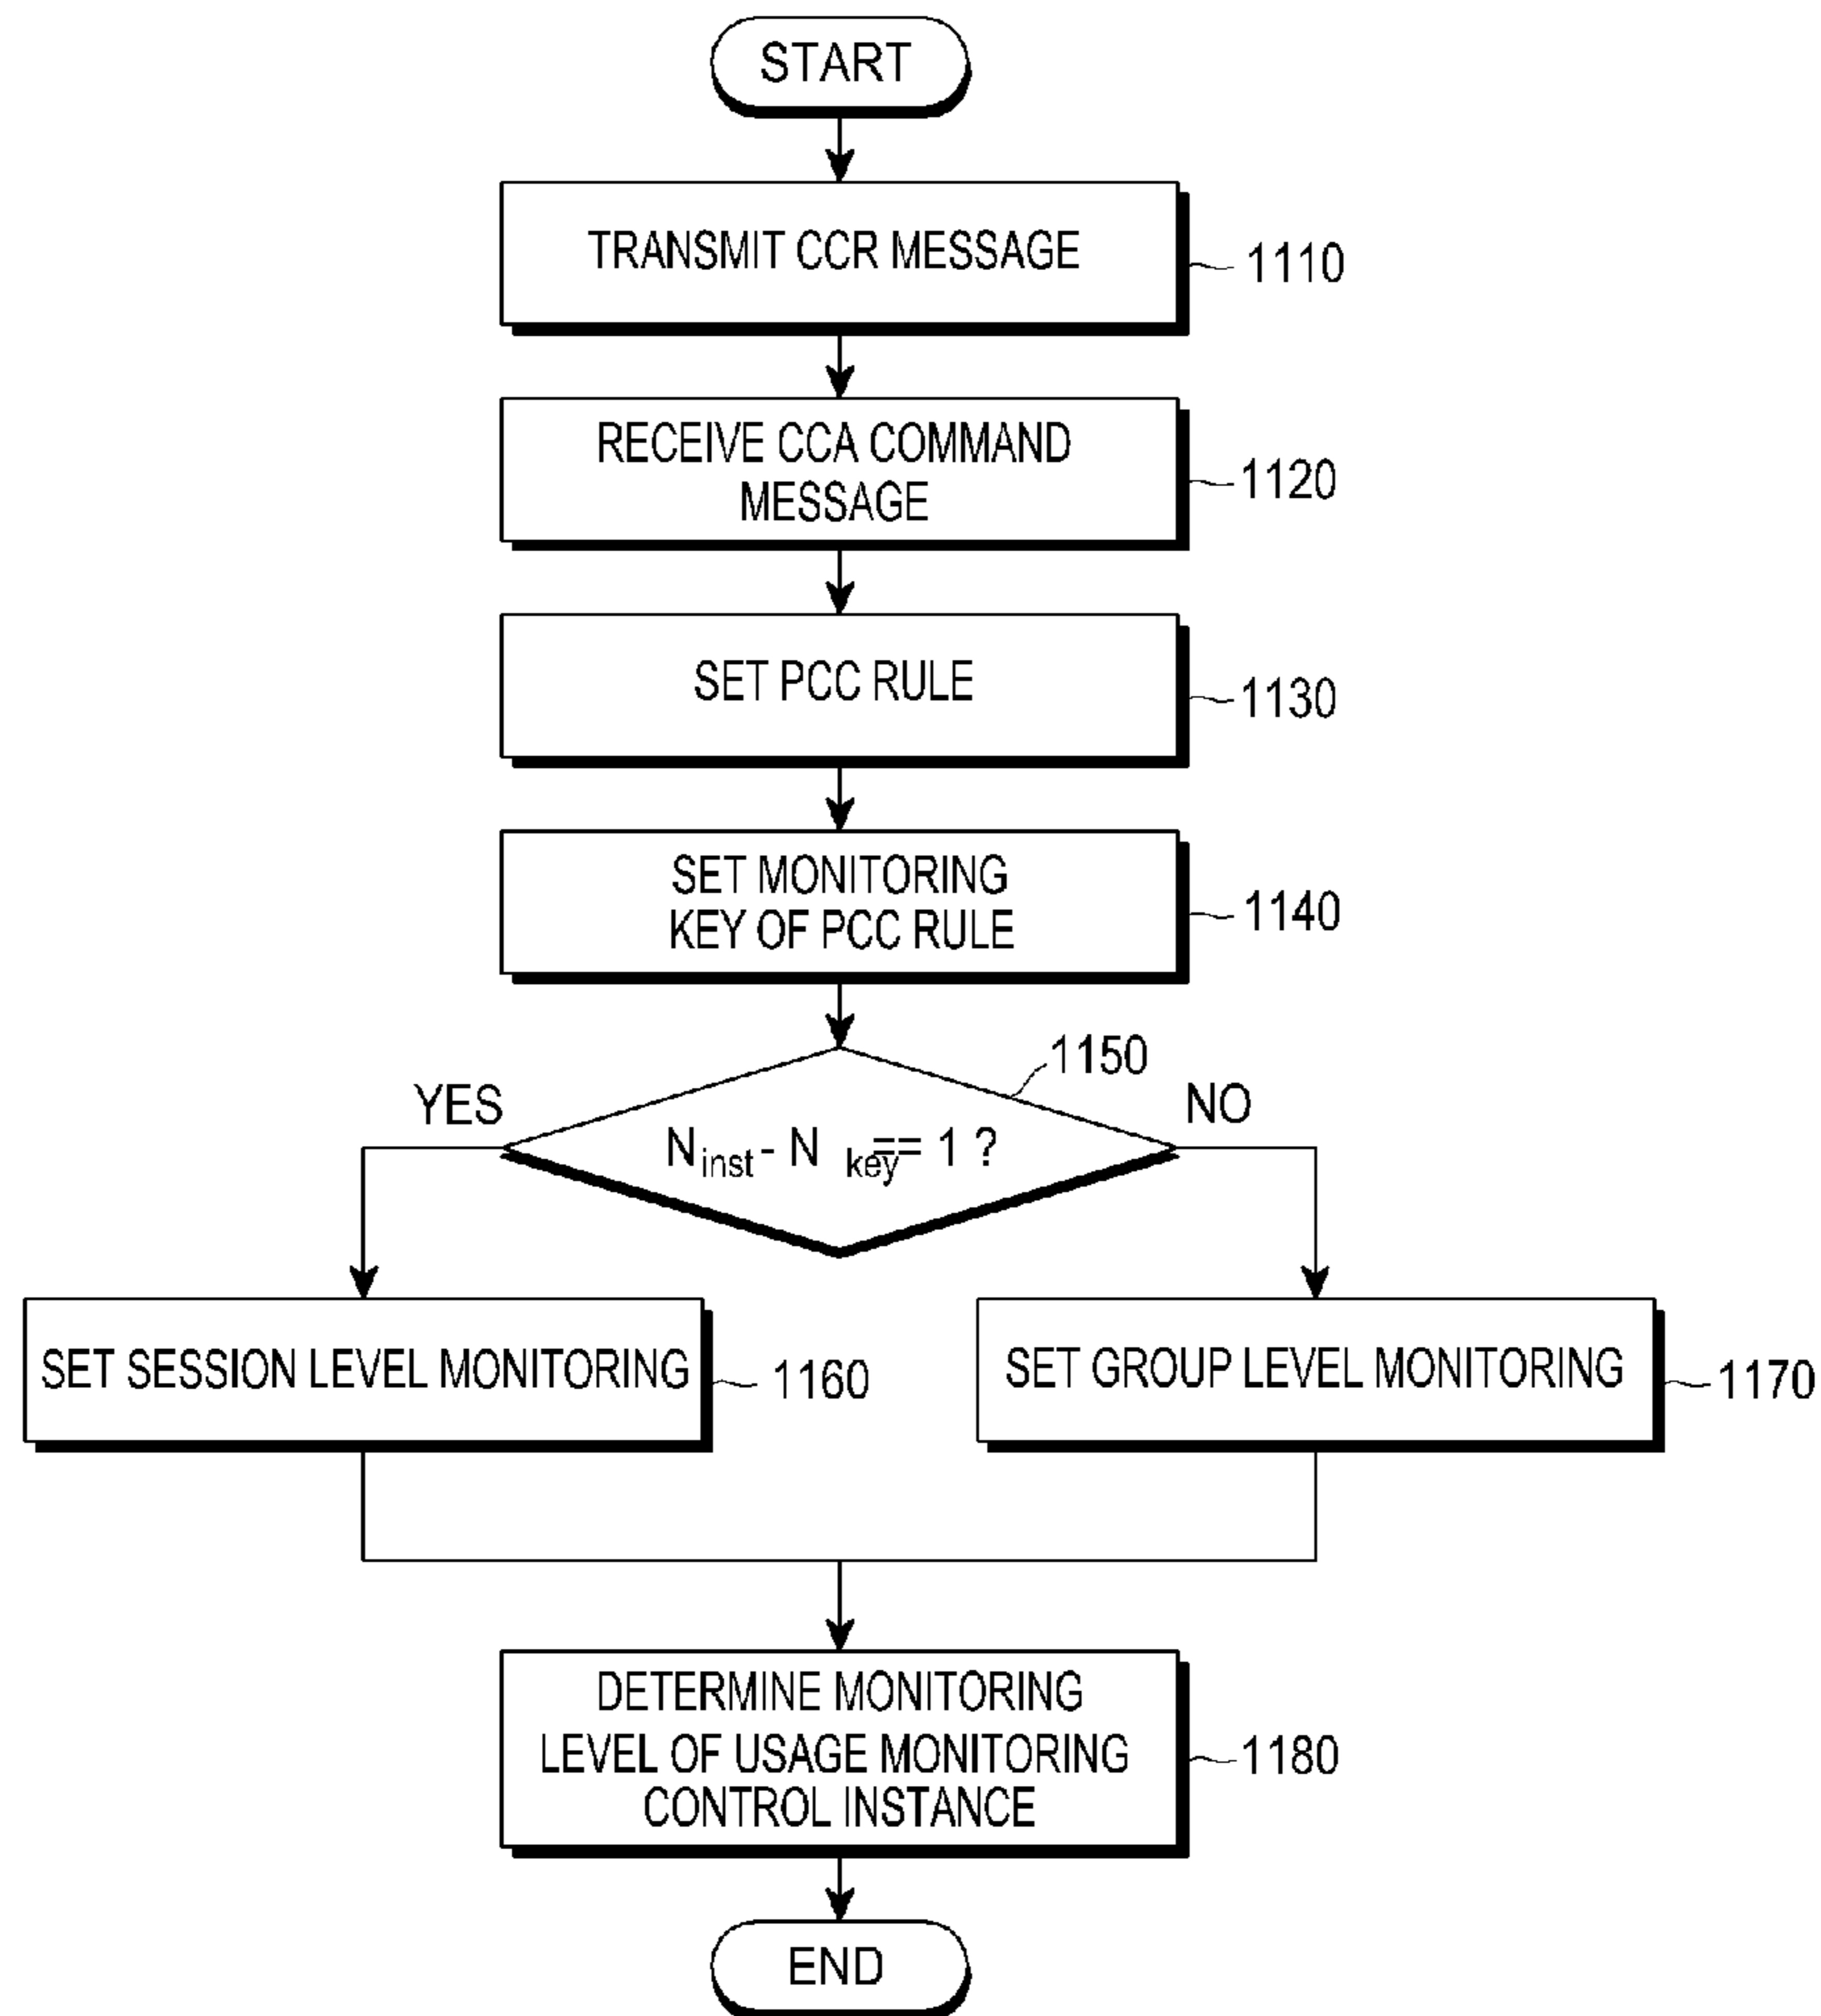 START
TRANSMIT CCR MESSAGE
1110
RECEIVE CCA COMMAND
MESSAGE
1120
SET PCC RULE
1130
SET MONITORING
KEY OF PCC RULE
1140
1150
YES
NO
N inst - N key == 1 ?
SET SESSION LEVEL MONITORING
1160
SET GROUP LEVEL MONITORING
1170
DETERMINE MONITORING
LEVEL OF USAGE MONITORING
CONTROL INSTANCE
1180
END